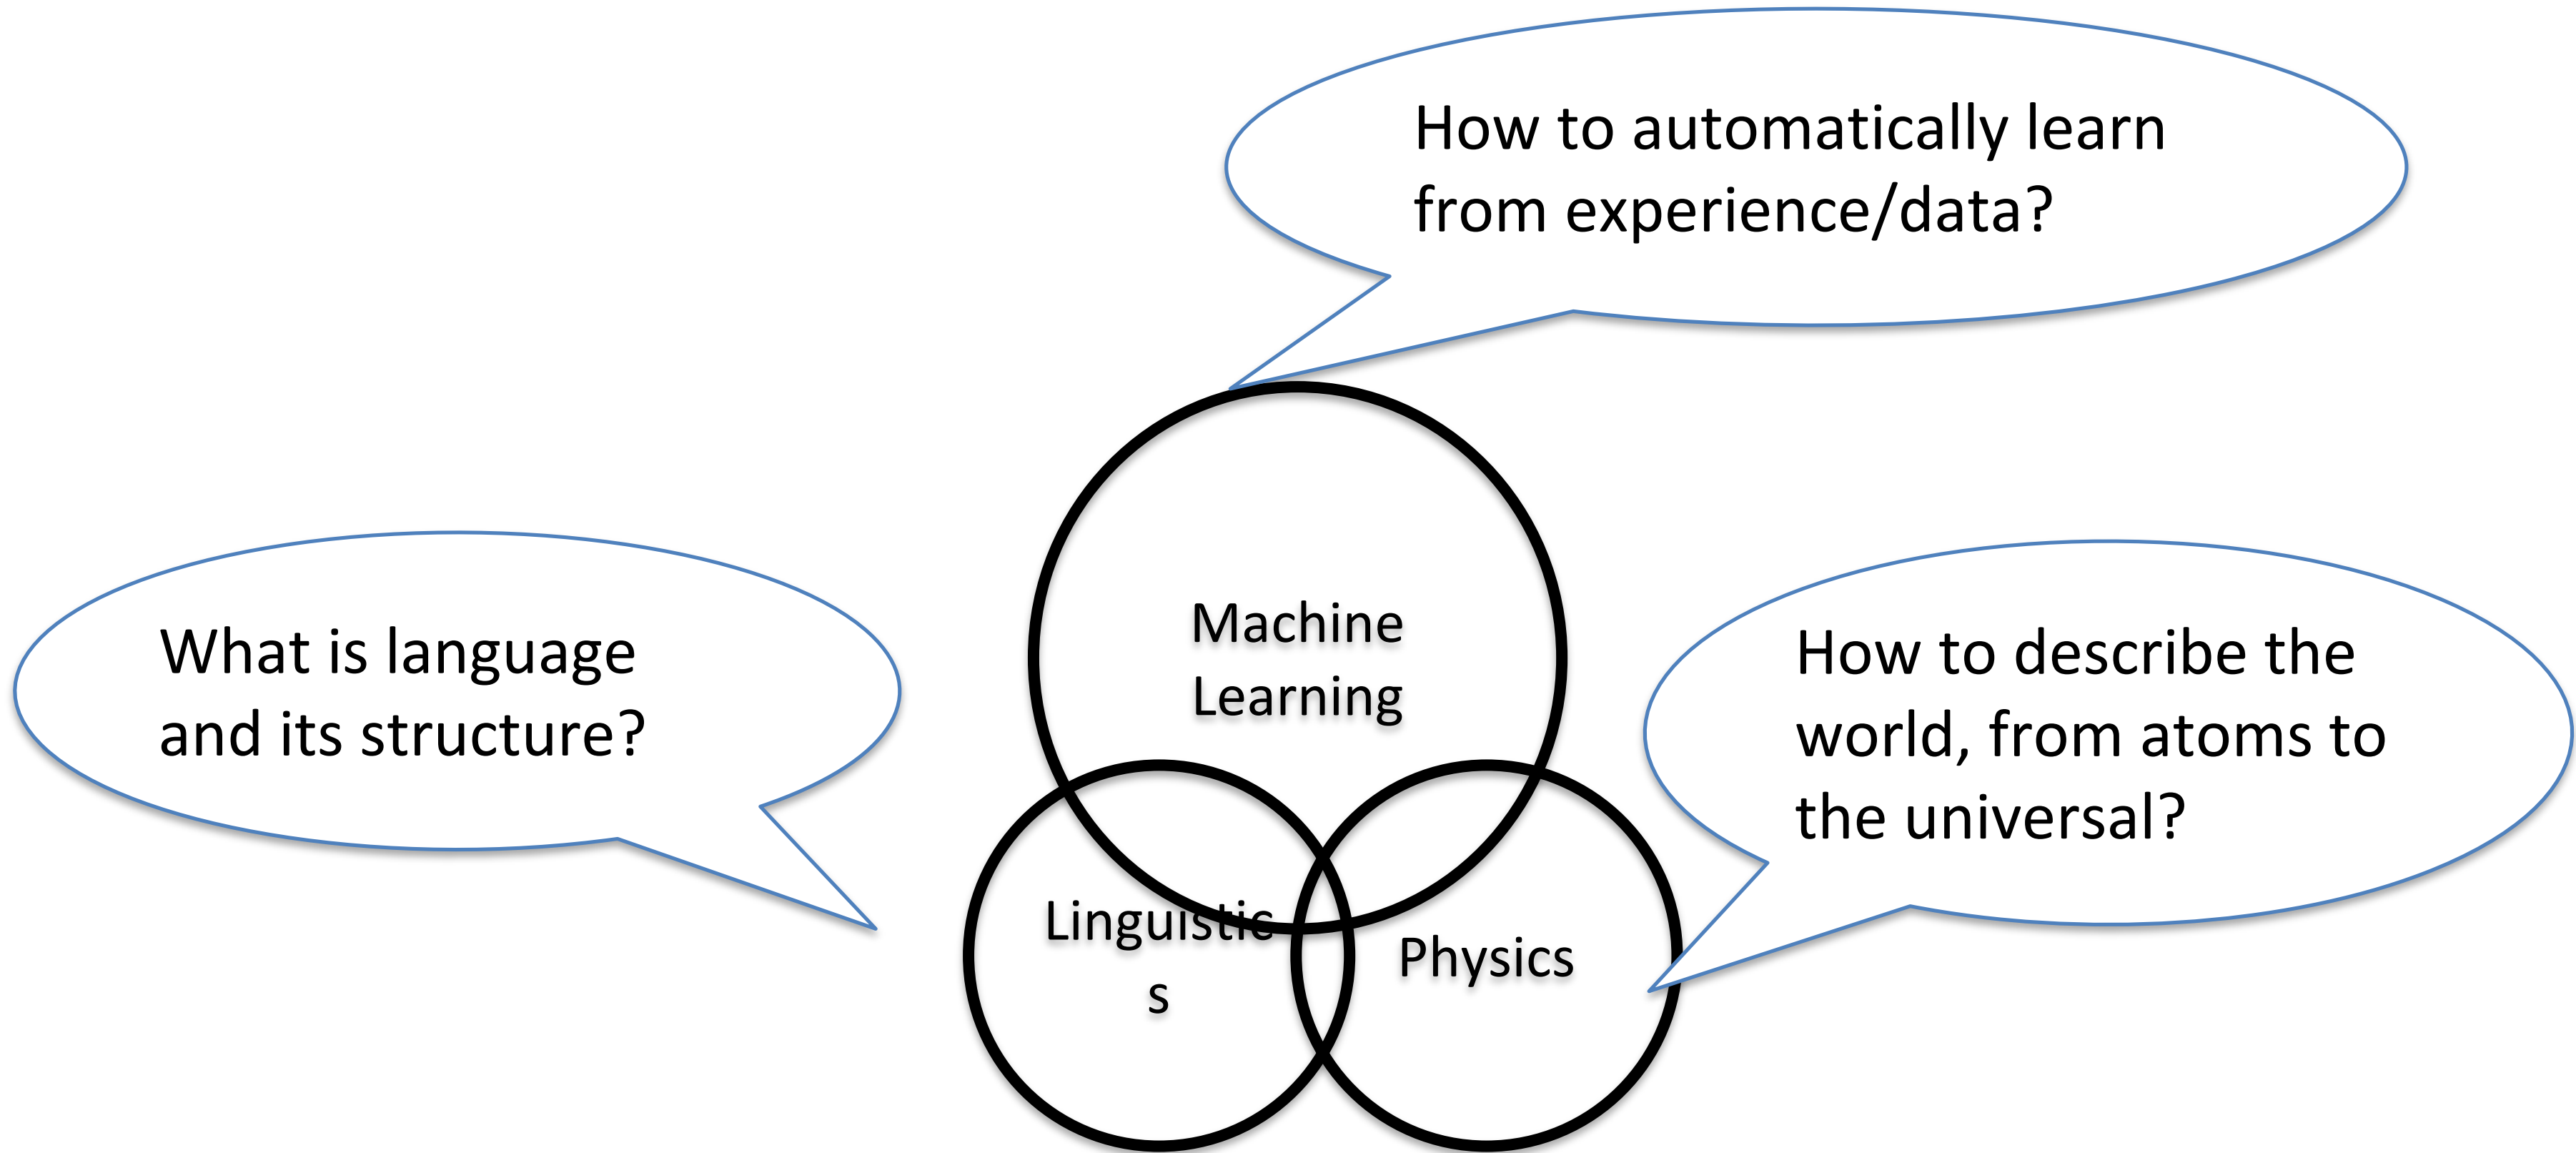 How to automatically learn
from experience/data?
What is language
and its structure?
Machine
Learning
How to describe the
world, from atoms to
the universal?
Linguistic
s
Physics